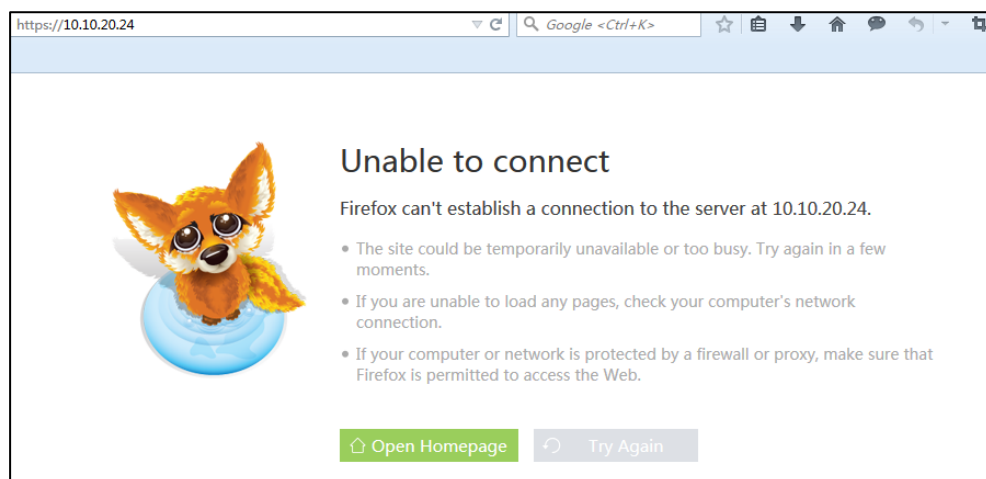 https://10.10.20.24
Google <Ctrl+K>
Unable to connect
Firefox can't establish a connection to the server at 10.10.20.24.
• The site could be temporarily unavailable or too busy. Try again in a few
moments.
• If you are unable to load any pages, check your computer's network
connection.
• If your computer or network is protected by a firewall or proxy, make sure that
Firefox is permitted to access the Web.
Open Homepage
Try Again